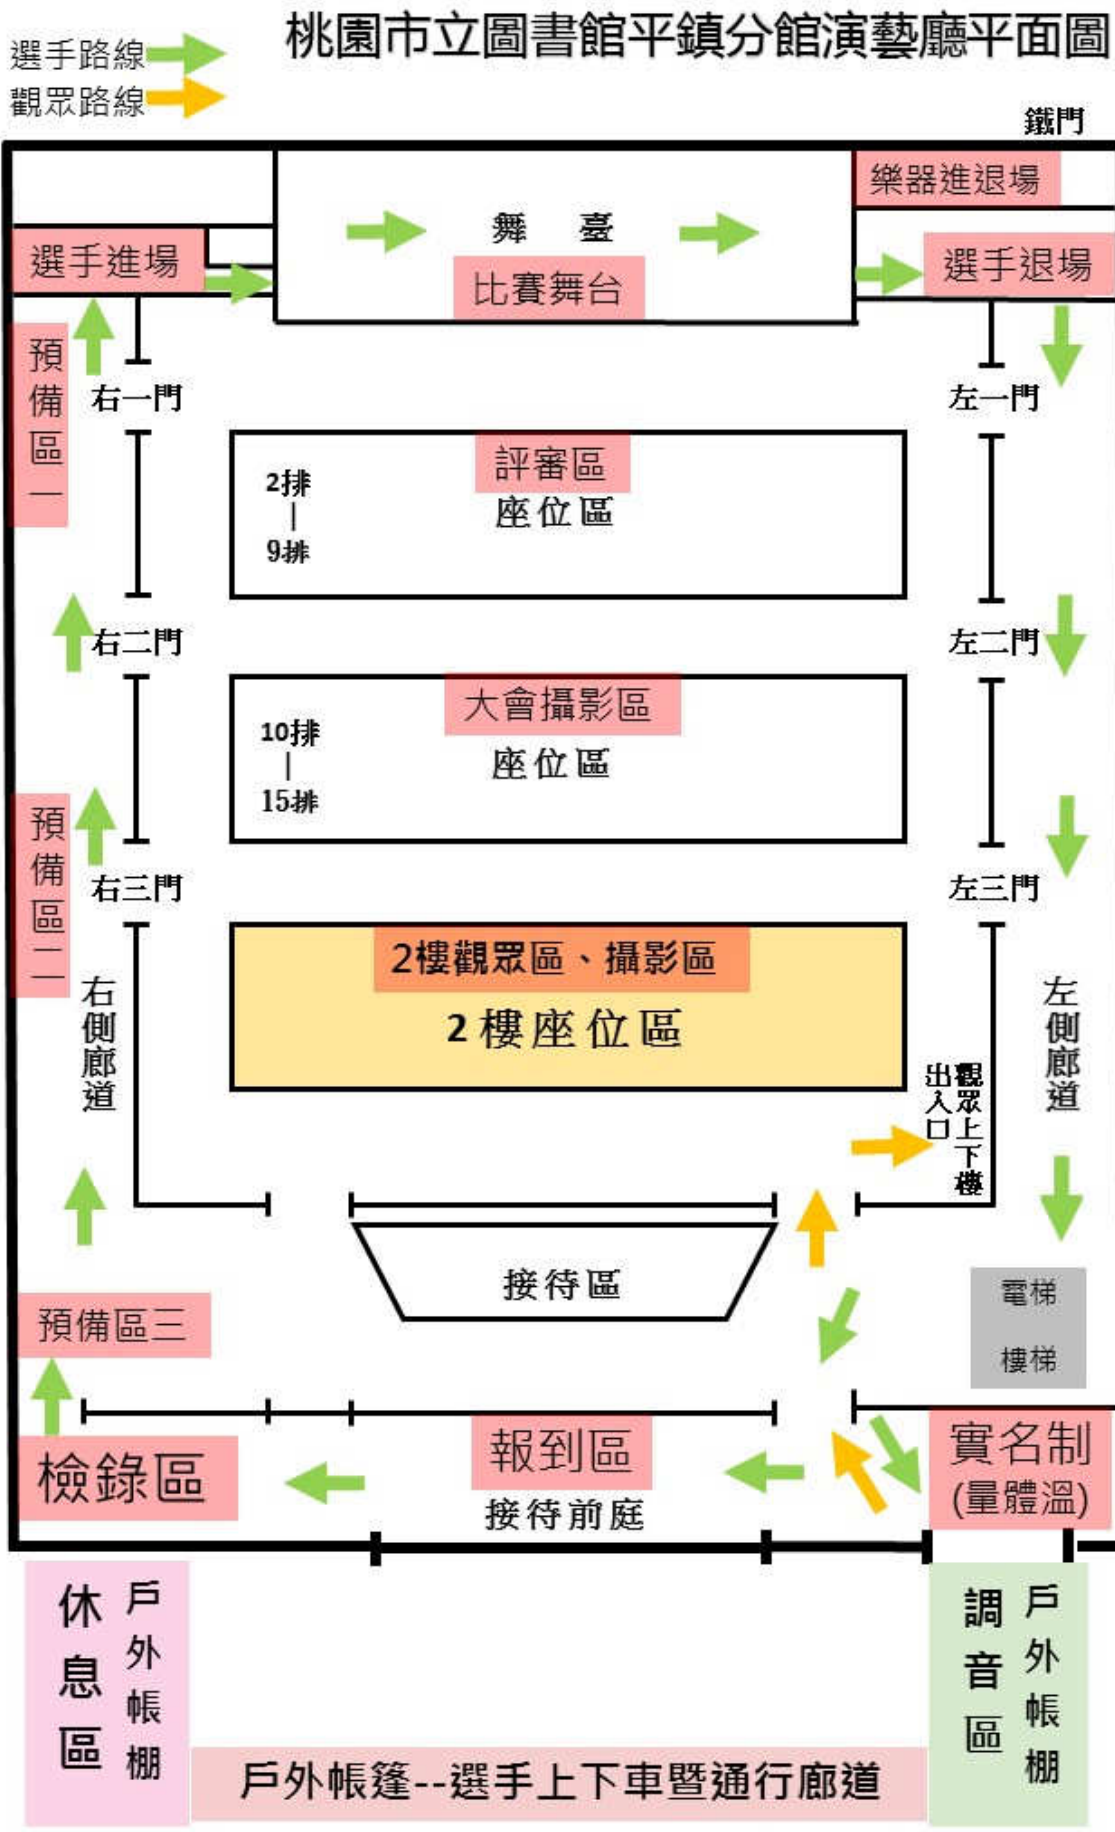 桃園市立圖書館平鎮分館演藝廳平面圖
選手路線
觀眾路線
鐵門
樂器進退場
舞 臺
選手進場
比賽舞台
選手退場
預備區一
右一門
左一門
評審區
座位區
2排
|
9排
右二門
左二門
大會攝影區
座位區
10排
|
15排
預備區二
右三門
左三門
2樓觀眾區、攝影區
2樓座位區
右側廊道
左側廊道
觀眾上下樓
出入口
接待區
電梯
樓梯
預備區三
檢錄區
報到區
接待前庭
實名制
(量體溫)
休息區
戶外帳棚
調音區
戶外帳棚
戶外帳篷--選手上下車暨通行廊道